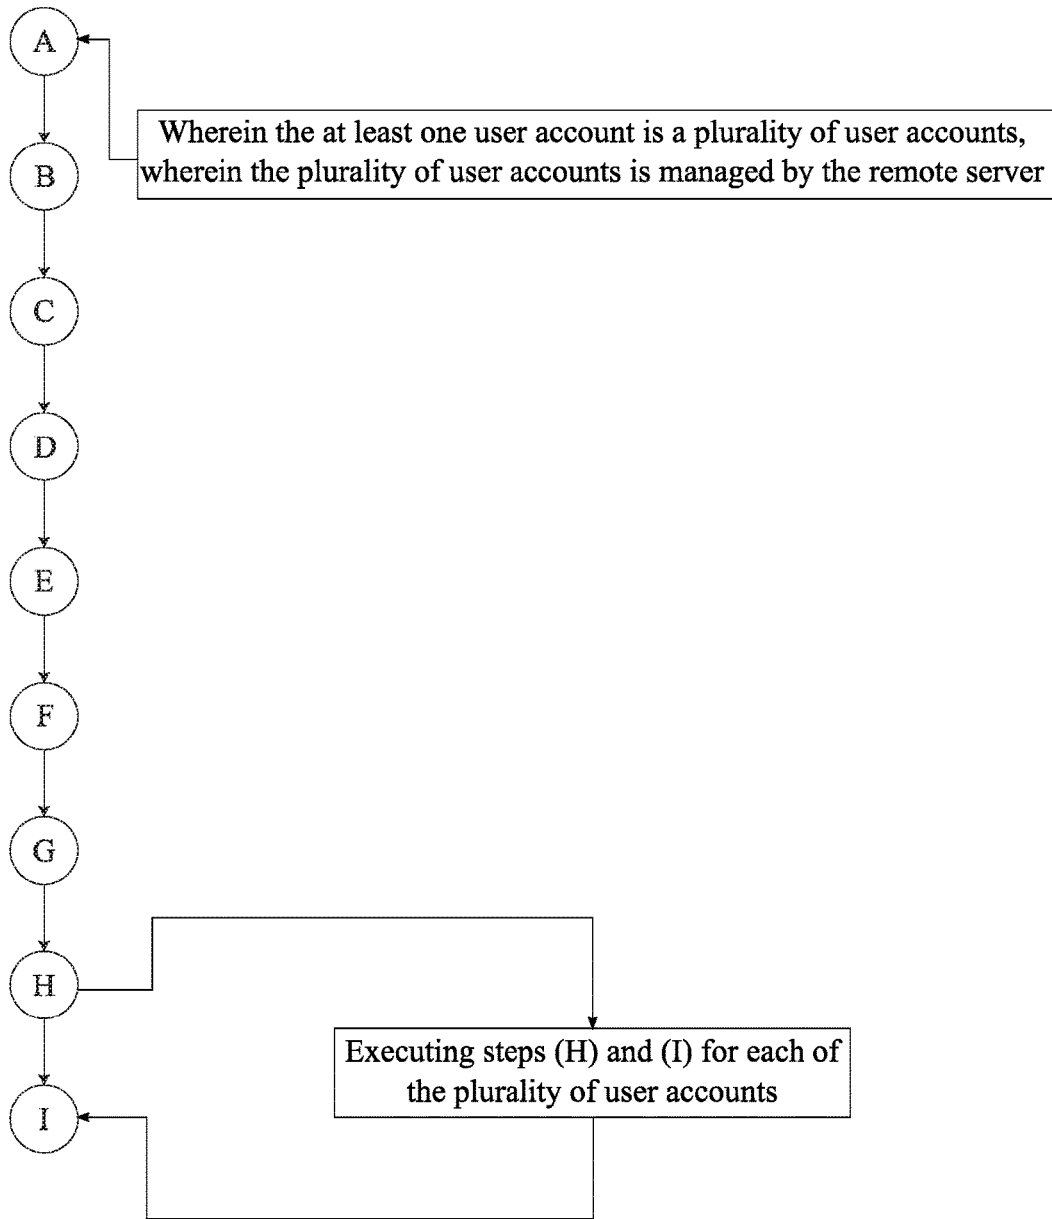 A
Wherein the at least one user account is a plurality of user accounts,
wherein the plurality of user accounts is managed by the remote server
B
C
D
E
F
G
H
Executing steps (H) and (I) for each of
the plurality of user accounts
I